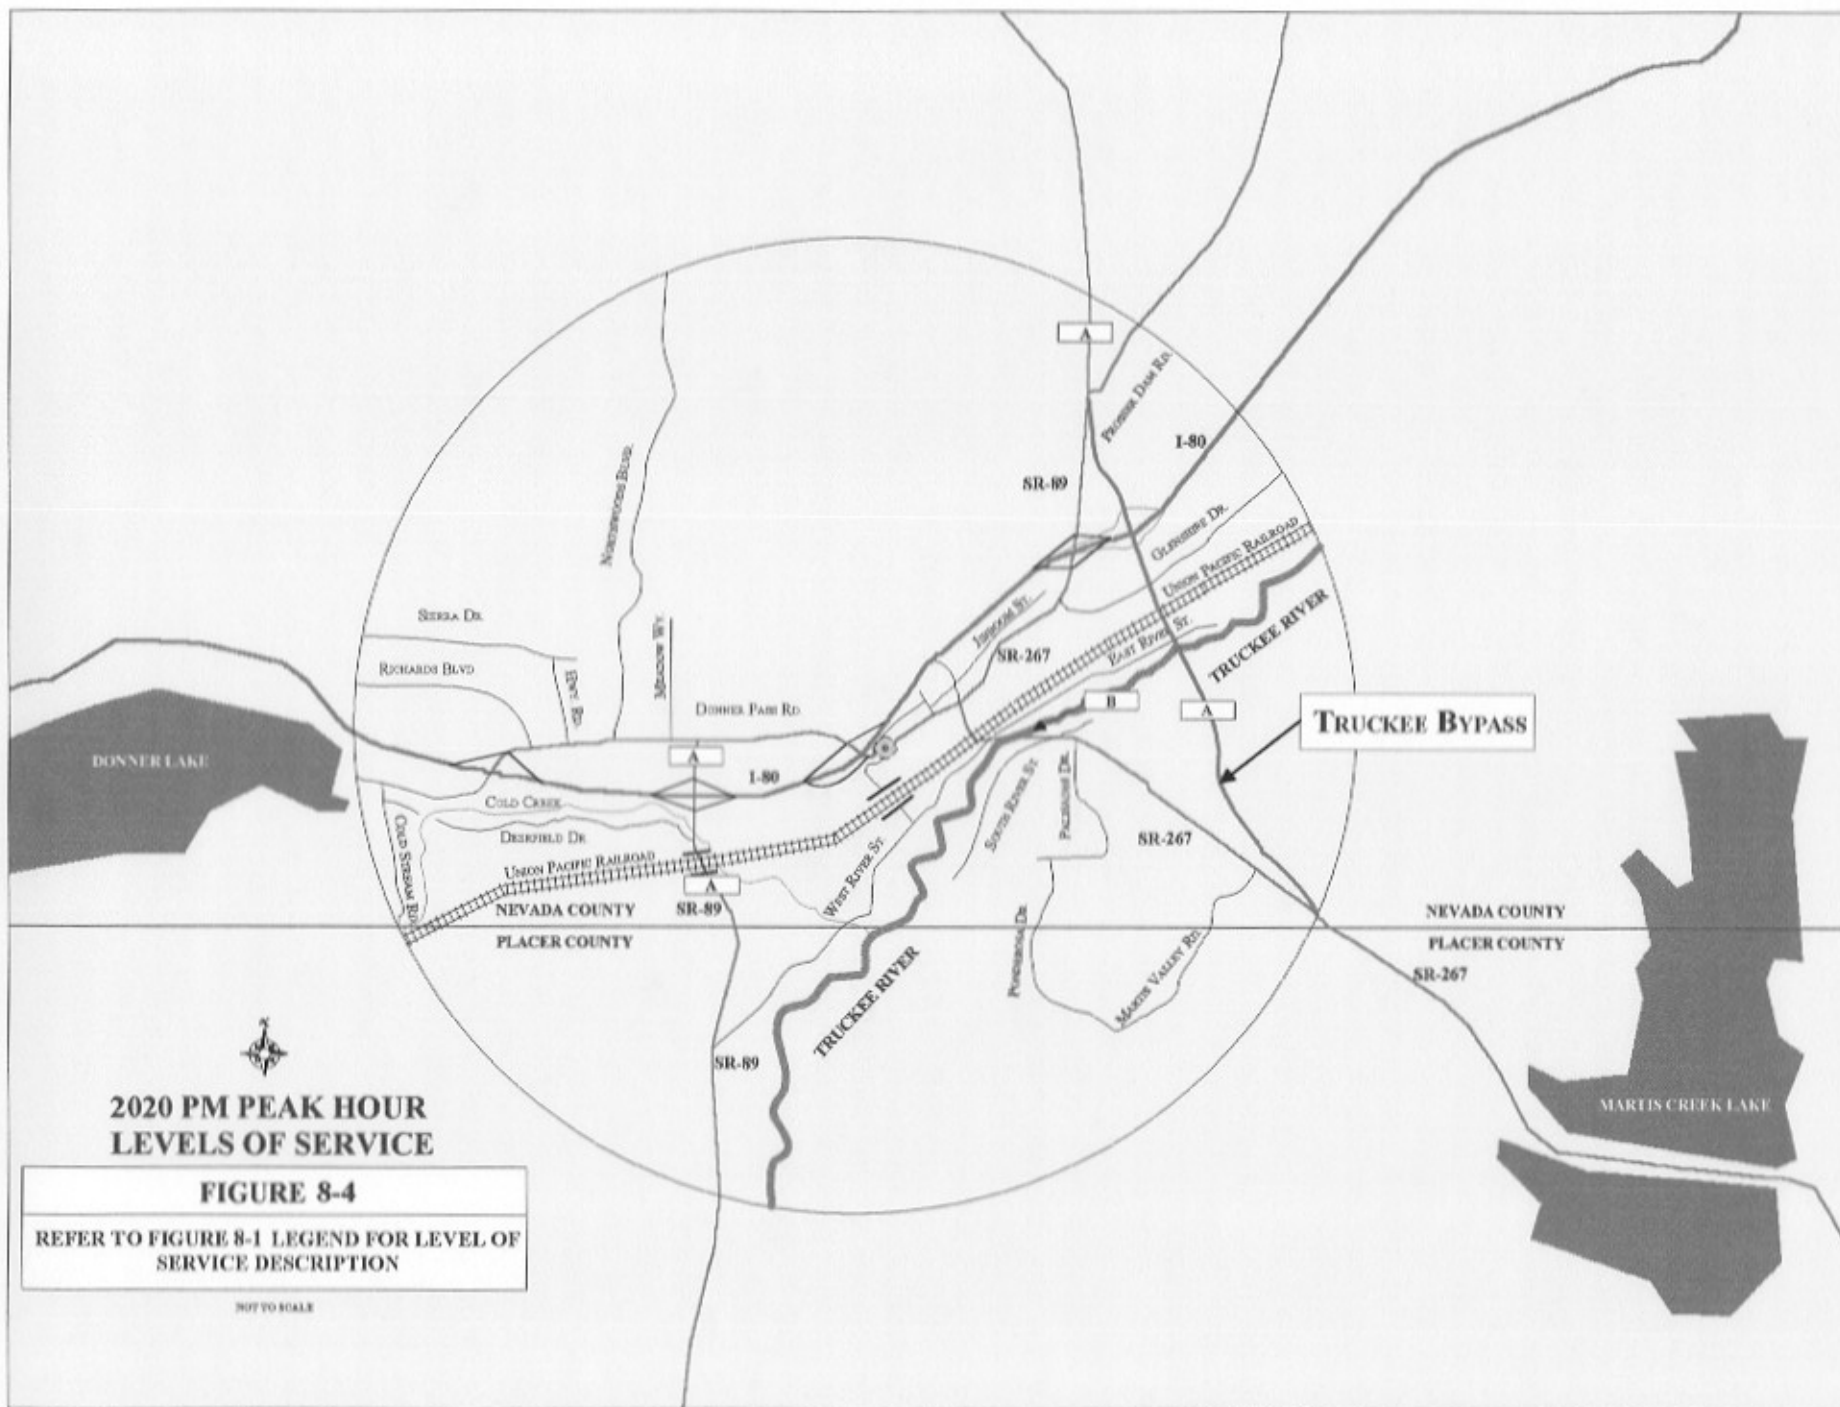 A
PROSSER DAM RD.
I-80
NORTHWOODS BLVD.
SR-89
GLENSHIRE DR.
UNION PACIFIC RAILROAD
SIERRA DR.
JIBBOOM ST.
MEADOW WY.
RICHARDS BLVD
SR-267
EAST RIVER ST.
TRUCKEE RIVER
DONNER PASS RD.
B
A
TRUCKEE BYPASS
DONNER LAKE
A
I-80
COLD CREEK
DEERFIELD DR.
SOUTH RIVER ST.
PALISADES DR.
SR-267
COLD STREAM RD.
UNION PACIFIC RAILROAD
WEST RIVER ST.
A
NEVADA COUNTY
SR-89
NEVADA COUNTY
PLACER COUNTY
PLACER COUNTY
PONDEROSA DR.
MARTIS VALLEY RD.
SR-267
TRUCKEE RIVER
SR-89
N
2020 PM PEAK HOUR
LEVELS OF SERVICE
MARTIS CREEK LAKE
FIGURE 8-4
REFER TO FIGURE 8-1 LEGEND FOR LEVEL OF
SERVICE DESCRIPTION
NOT TO SCALE